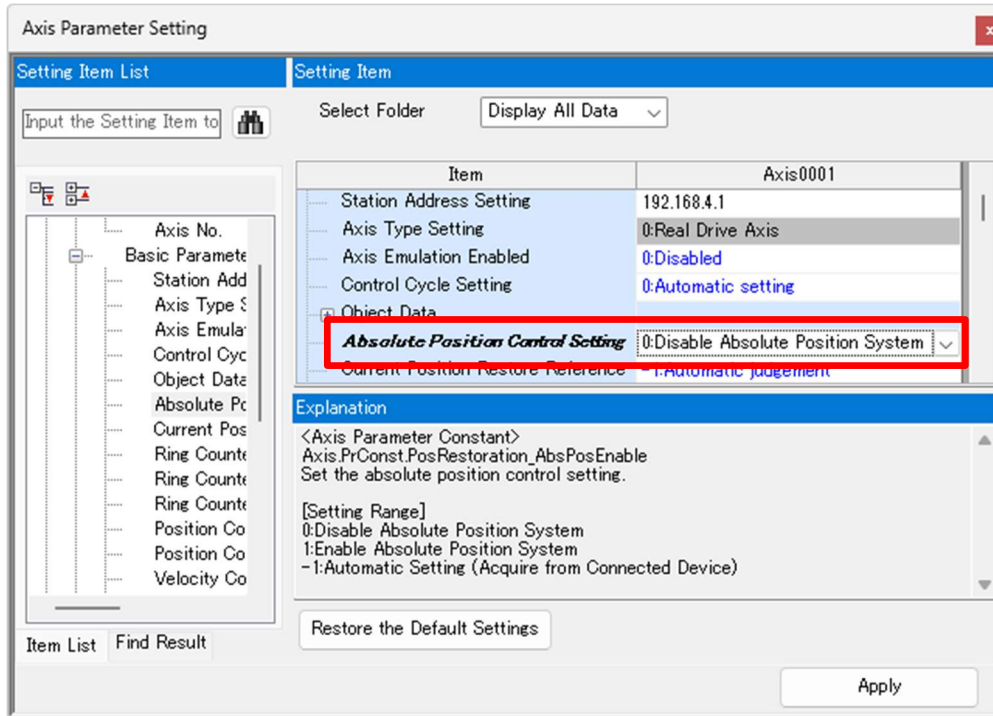 Axis Parameter Setting
x
Setting Item List
Setting Item
Input the Setting Item to
Select Folder
Display All Data
Item
Axis0001
Station Address Setting
192.168.4.1
Axis Type Setting
0:Real Drive Axis
Axis Emulation Enabled
0:Disabled
Control Cycle Setting
0:Automatic setting
Object Data
Absolute Position Control Setting
0:Disable Absolute Position System
Current Position Restore Reference
-1:Automatic judgement
Axis No.
Basic Paramete
Station Add
Axis Type S
Axis Emula
Control Cyc
Object Data
Absolute Po
Current Pos
Ring Counte
Ring Counte
Ring Counte
Position Co
Position Co
Velocity Co
Item List
Find Result
Explanation
<Axis Parameter Constant>
Axis.PrConst.PosRestoration_AbsPosEnable
Set the absolute position control setting.
[Setting Range]
0:Disable Absolute Position System
1:Enable Absolute Position System
-1:Automatic Setting (Acquire from Connected Device)
Restore the Default Settings
Apply